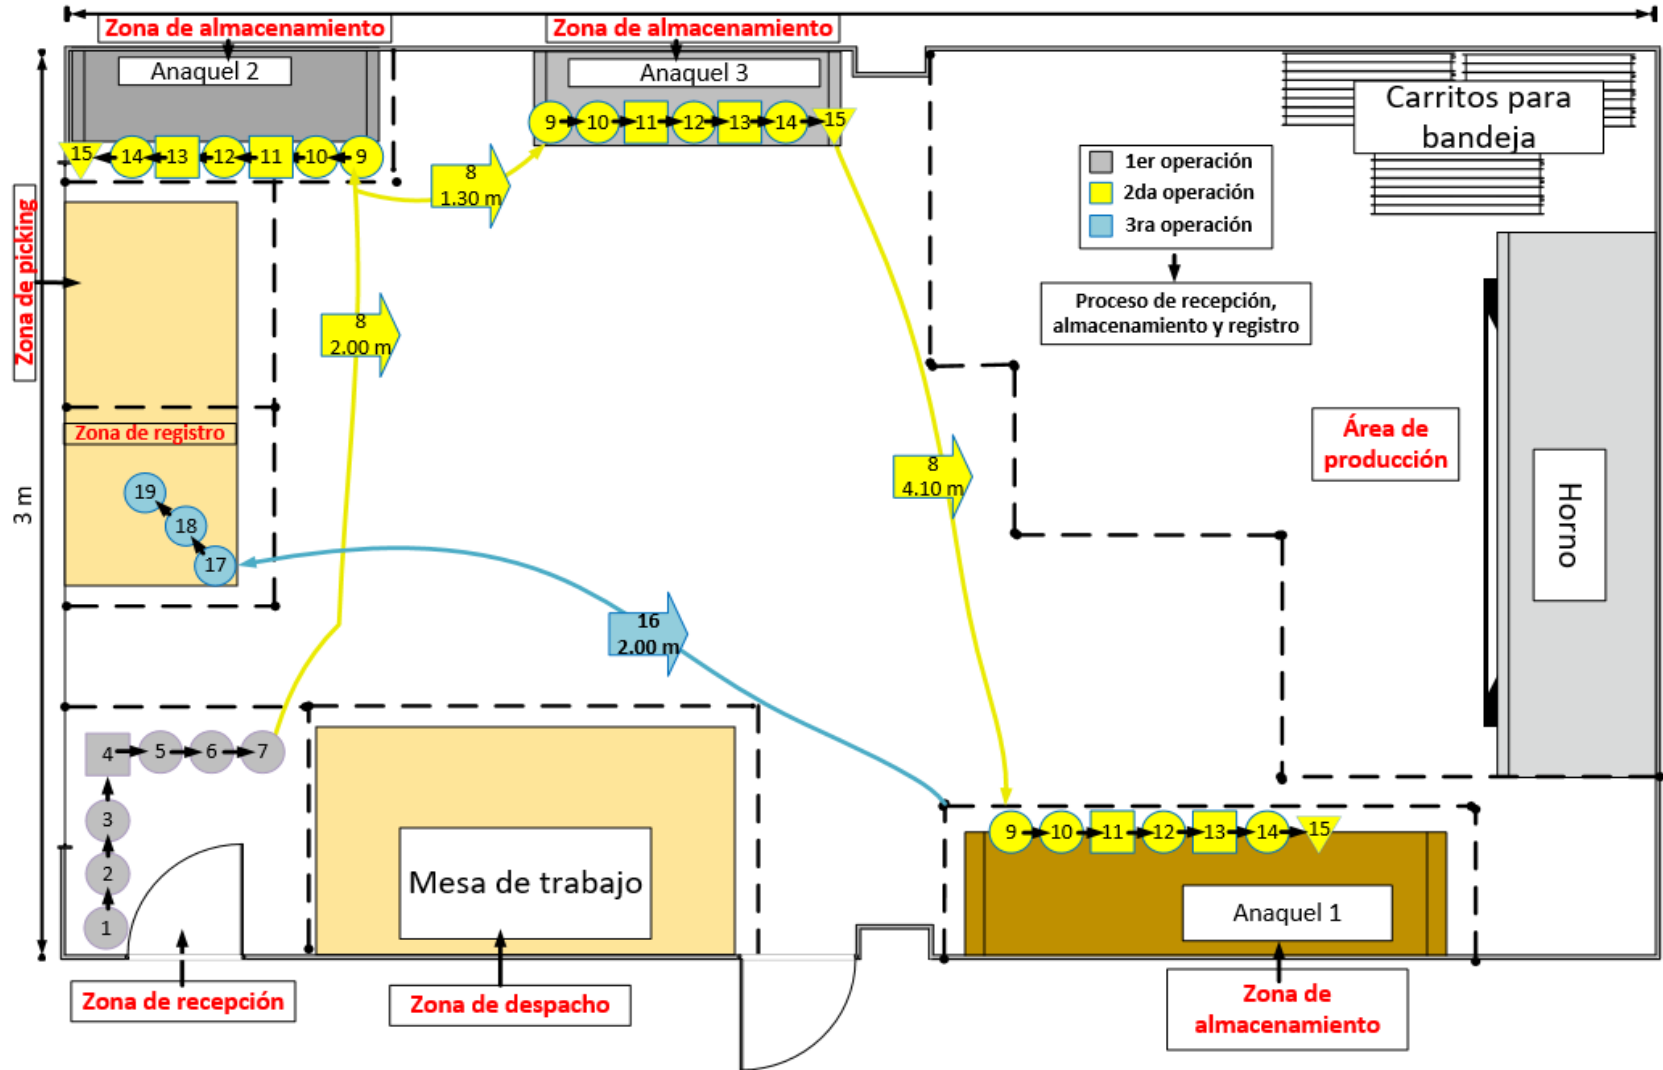 Zona de almacenamiento
Zona de almacenamiento
Anaquel 2
Anaquel 3
Carritos para
bandeja
9 10 11 12 13 14 15
15 14 13 12 11 10 9
8
1.30 m
1er operación
2da operación
3ra operación
Proceso de recepción,
almacenamiento y registro
Zona de picking
8
2.00 m
Zona de registro
Área de
producción
8
4.10 m
3 m
19
18
17
Horno
16
2.00 m
4 5 6 7
3
2
1
9 10 11 12 13 14 15
Mesa de trabajo
Anaquel 1
Zona de recepción
Zona de despacho
Zona de
almacenamiento